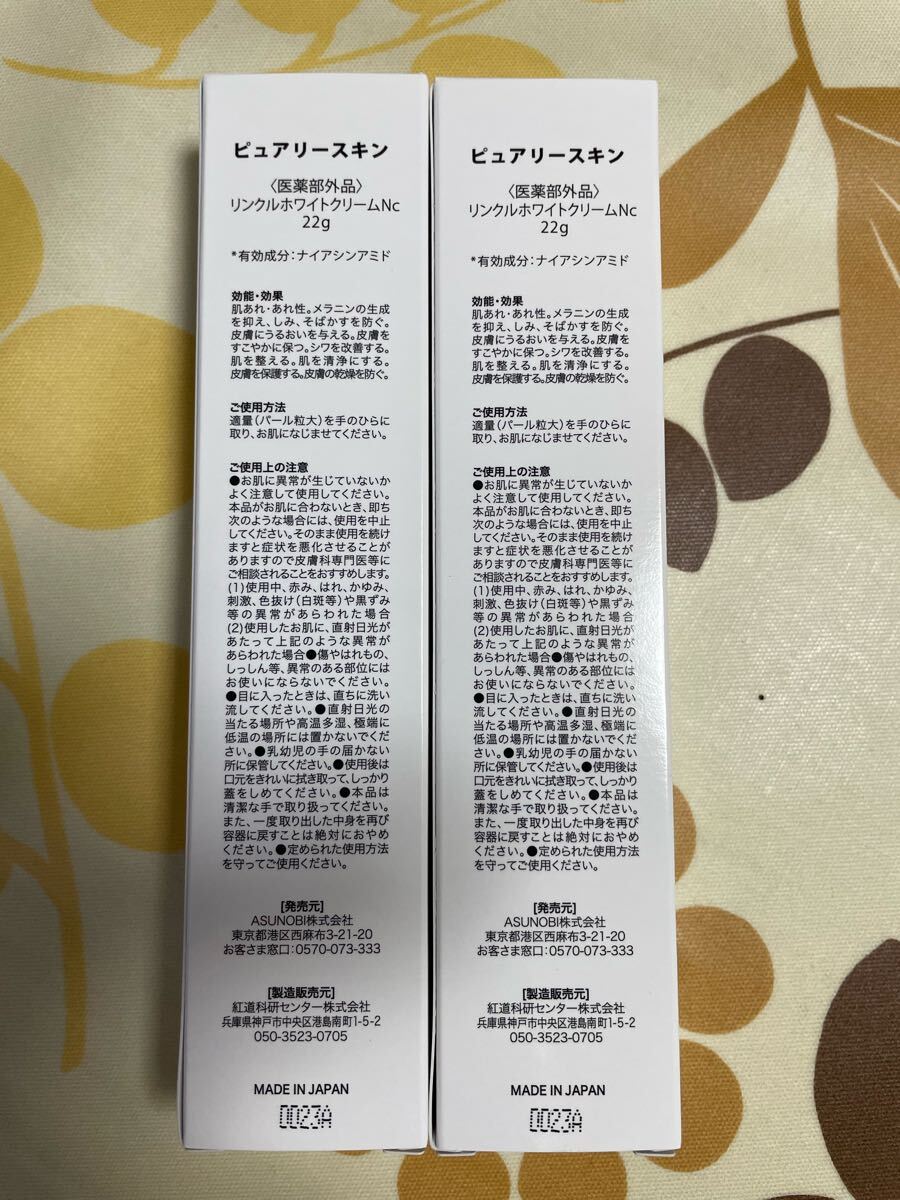 ピュアリースキン
〈医薬部外品〉
リンクルホワイトクリームNc
22g
*有効成分：ナイアシンアミド
効能・効果
肌あれ・あれ性。メラニンの生成
を抑え、しみ、そばかすを防ぐ。
皮膚にうるおいを与える。皮膚を
すこやかに保つ。シワを改善する。
肌を整える。肌を清浄にする。
皮膚を保護する。皮膚の乾燥を防ぐ。
ご使用方法
適量（パール粒大）を手のひらに
取り、お肌になじませてください。
ご使用上の注意
●お肌に異常が生じていないか
よく注意して使用してください。
本品がお肌に合わないとき、即ち
次のような場合には、使用を中止
してください。そのまま使用を続け
ますと症状を悪化させることが
ありますので皮膚科専門医等に
ご相談されることをおすすめします。
(1)使用中、赤み、はれ、かゆみ、
刺激、色抜け（白斑等）や黒ずみ
等の異常があらわれた場合
(2)使用したお肌に、直射日光が
あたって上記のような異常が
あらわれた場合●傷やはれもの、
しっしん等、異常のある部位には
お使いにならないでください。
●目に入ったときは、直ちに洗い
流してください。●直射日光の
当たる場所や高温多湿、極端に
低温の場所には置かないでくだ
さい。●乳幼児の手の届かない
所に保管してください。●使用後は
口元をきれいに拭き取って、しっかり
蓋をしめてください。●本品は
清潔な手で取り扱ってください。
また、一度取り出した中身を再び
容器に戻すことは絶対におやめ
ください。●定められた使用方法
を守ってご使用ください。
[発売元]
ASUNOBI株式会社
東京都港区西麻布3-21-20
お客さま窓口：0570-073-333
[製造販売元]
紅道科研センター株式会社
兵庫県神戸市中央区港島南町1-5-2
050-3523-0705
MADE IN JAPAN
0023A
ピュアリースキン
〈医薬部外品〉
リンクルホワイトクリームNc
22g
*有効成分：ナイアシンアミド
効能・効果
肌あれ・あれ性。メラニンの生成
を抑え、しみ、そばかすを防ぐ。
皮膚にうるおいを与える。皮膚を
すこやかに保つ。シワを改善する。
肌を整える。肌を清浄にする。
皮膚を保護する。皮膚の乾燥を防ぐ。
ご使用方法
適量（パール粒大）を手のひらに
取り、お肌になじませてください。
ご使用上の注意
●お肌に異常が生じていないか
よく注意して使用してください。
本品がお肌に合わないとき、即ち
次のような場合には、使用を中止
してください。そのまま使用を続け
ますと症状を悪化させることが
ありますので皮膚科専門医等に
ご相談されることをおすすめします。
(1)使用中、赤み、はれ、かゆみ、
刺激、色抜け（白斑等）や黒ずみ
等の異常があらわれた場合
(2)使用したお肌に、直射日光が
あたって上記のような異常が
あらわれた場合●傷やはれもの、
しっしん等、異常のある部位には
お使いにならないでください。
●目に入ったときは、直ちに洗い
流してください。●直射日光の
当たる場所や高温多湿、極端に
低温の場所には置かないでくだ
さい。●乳幼児の手の届かない
所に保管してください。●使用後は
口元をきれいに拭き取って、しっかり
蓋をしめてください。●本品は
清潔な手で取り扱ってください。
また、一度取り出した中身を再び
容器に戻すことは絶対におやめ
ください。●定められた使用方法
を守ってご使用ください。
[発売元]
ASUNOBI株式会社
東京都港区西麻布3-21-20
お客さま窓口：0570-073-333
[製造販売元]
紅道科研センター株式会社
兵庫県神戸市中央区港島南町1-5-2
050-3523-0705
MADE IN JAPAN
0023A